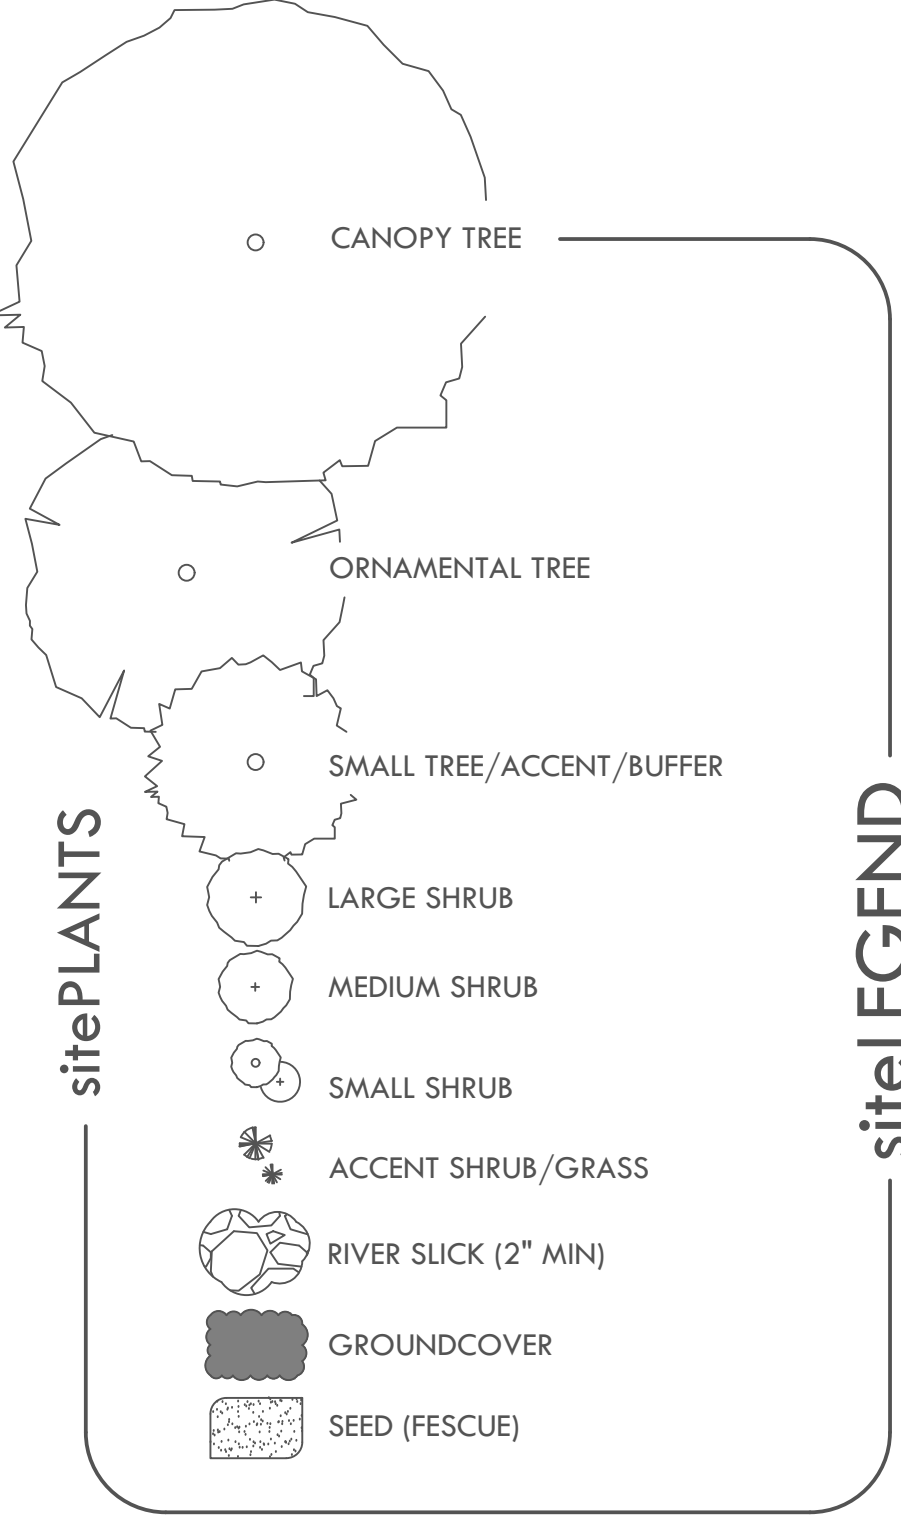 CANOPY TREE
ORNAMENTAL TREE
SMALL TREE/ACCENT/BUFFER
LARGE SHRUB
MEDIUM SHRUB
SMALL SHRUB
ACCENT SHRUB/GRASS
RIVER SLICK (2" MIN)
GROUNDCOVER
SEED (FESCUE)
sitePLANTS
siteLEGEND